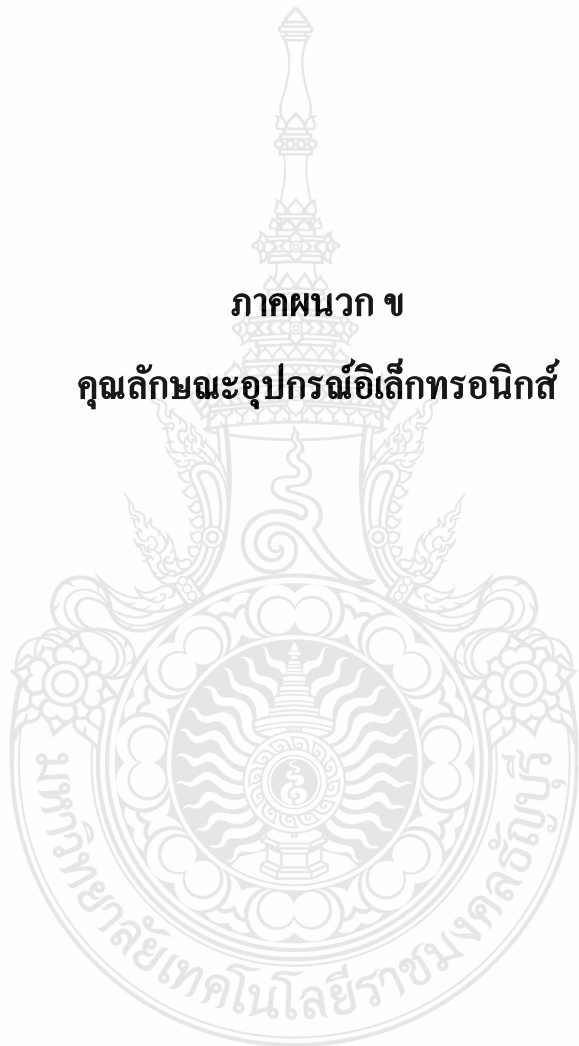 ภาคผนวก ข
คุณลักษณะอุปกรณ์อิเล็กทรอนิกส์
มหาวิทยาลัยเทคโนโลยีราชมงคลธัญบุรี